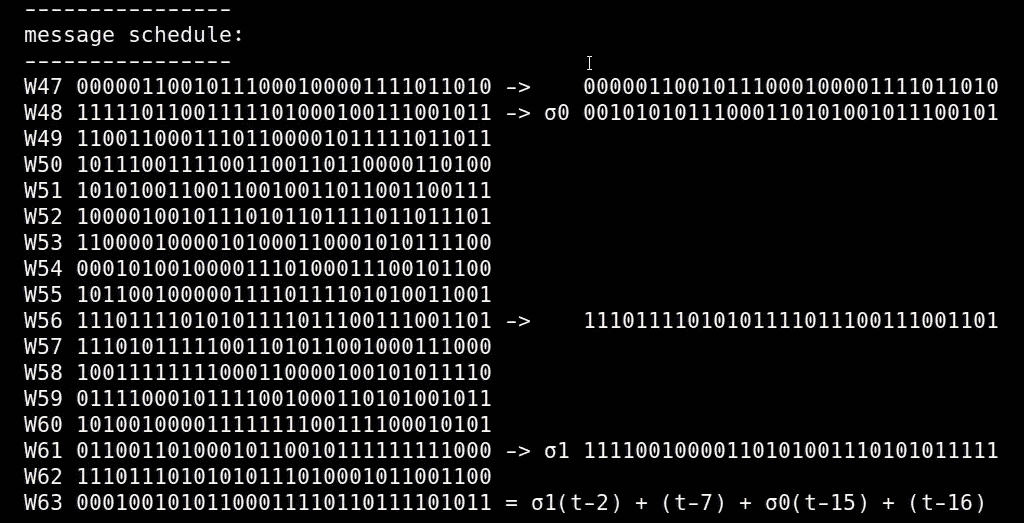 ----------------
message schedule:
----------------
W47 00000110010111000100001111011010 -> 00000110010111000100001111011010
W48 11111011001111101000100111001011 -> σ0 00101010111000110101001011100101
W49 11001100011101100001011111011011
W50 10111001111001100110110000110100
W51 10101001100110010011011001100111
W52 10000100101110101101111011011101
W53 11000010000101000110001010111100
W54 00010100100001110100011100101100
W55 10110010000011110111101010011001
W56 11101111010101111011100111001101 -> 11101111010101111011100111001101
W57 11101011111001101011001000111000
W58 10011111111000110000100101011110
W59 01111000101111001000110101001011
W60 10100100001111111100111100010101
W61 01100110100010110010111111111000 -> σ1 11110010000110101001110101011111
W62 11101110101010111010001011001100
W63 00010010101100011110110111101011 = σ1(t-2) + (t-7) + σ0(t-15) + (t-16)